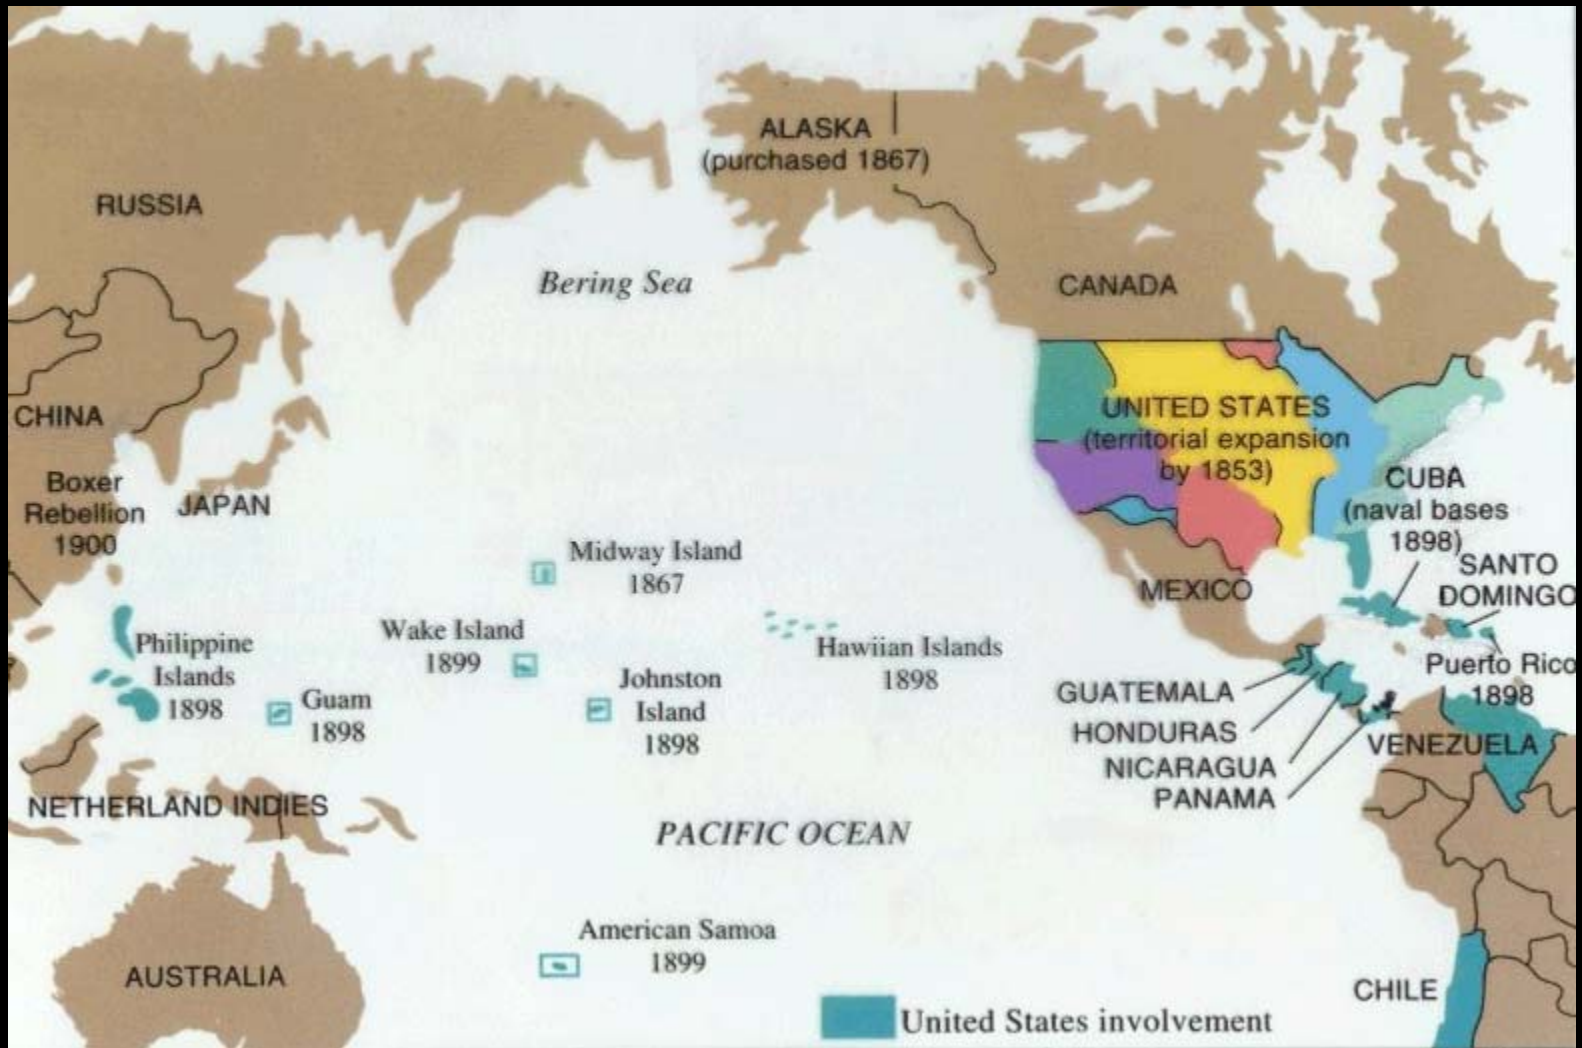 ALASKA
(purchased 1867)
RUSSIA
Bering Sea
CANADA
CHINA
UNITED STATES
(territorial expansion
by 1853)
Boxer
Rebellion
1900
JAPAN
CUBA
(naval bases
1898)
SANTO
DOMINGO
Midway Island
1867
MEXICO
Philippine
Islands
1898
Wake Island
1899
Hawiian Islands
1898
Puerto Rico
1898
Guam
1898
Johnston
Island
1898
GUATEMALA
HONDURAS
NICARAGUA
PANAMA
VENEZUELA
NETHERLAND INDIES
PACIFIC OCEAN
American Samoa
1899
AUSTRALIA
CHILE
United States involvement